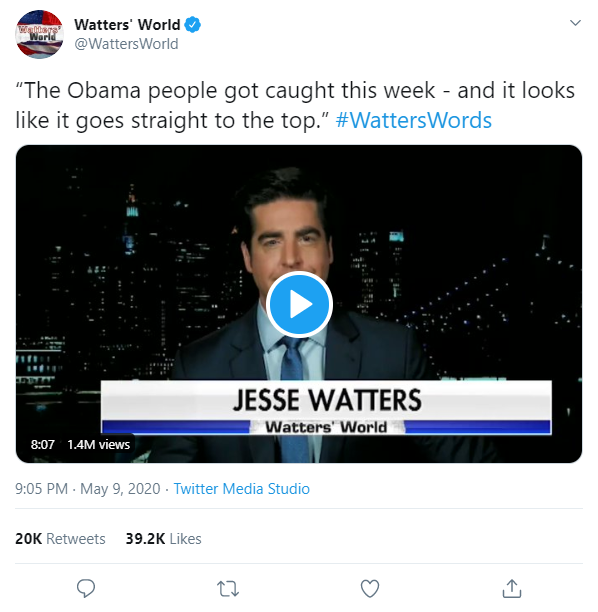 Watters' World
@WattersWorld
“The Obama people got caught this week - and it looks
like it goes straight to the top.” #WattersWords
Watters'
World
JESSE WATTERS
Watters' World
8:07 1.4M views
9:05 PM · May 9, 2020 · Twitter Media Studio
20K Retweets 39.2K Likes